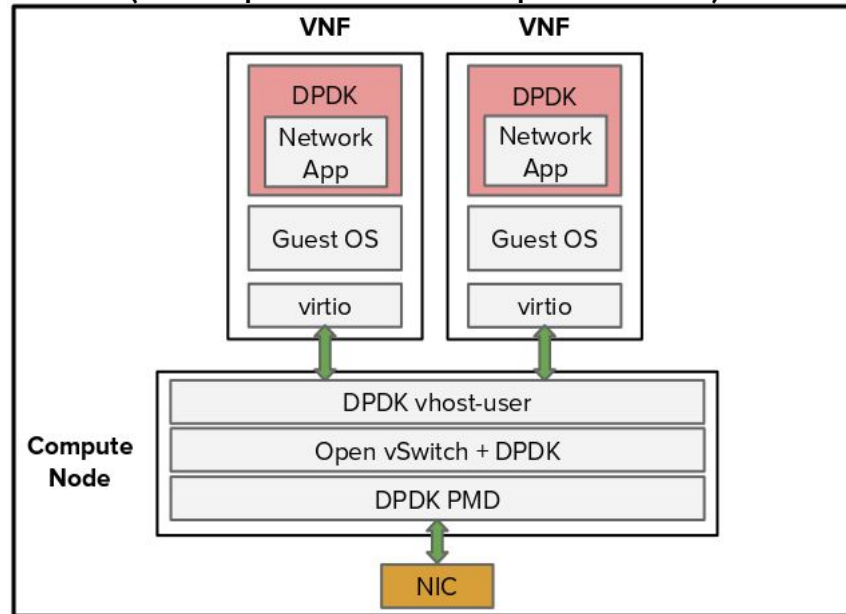 VNF
VNF
DPDK
Network
App
Guest OS
virtio
DPDK
Network
App
Guest OS
virtio
Compute
Node
DPDK vhost-user
Open vSwitch + DPDK
DPDK PMD
NIC